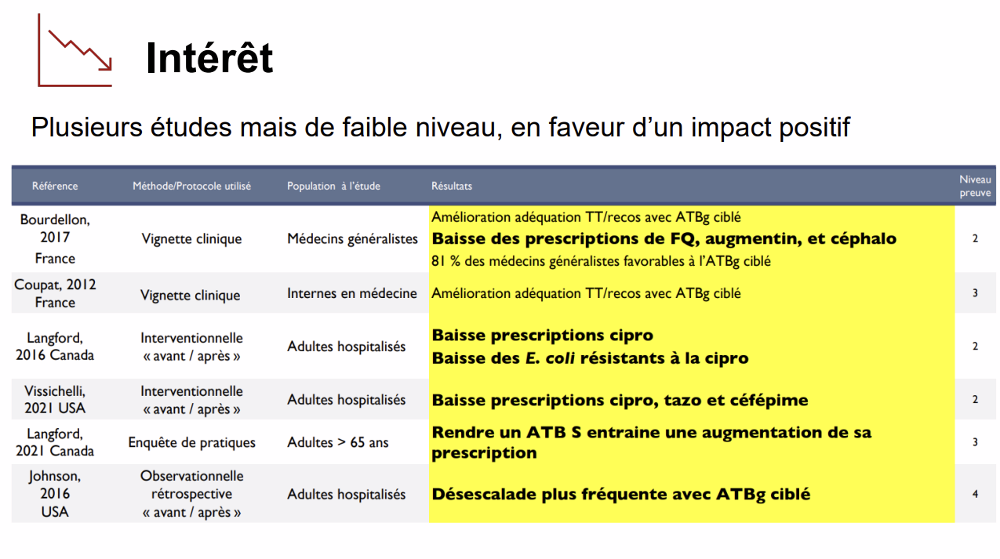 Intérêt
Plusieurs études mais de faible niveau, en faveur d’un impact positif
Référence Méthode/Protocole utilisé Population à l’étude Résultats Niveau preuve
Bourdellon,
2017
France
Vignette clinique
Médecins généralistes
Amélioration adéquation TT/recos avec ATBg ciblé
Baisse des prescriptions de FQ, augmentin, et céphalo
81 % des médecins généralistes favorables à l’ATBg ciblé
2
Coupat, 2012
France
Vignette clinique
Internes en médecine
Amélioration adéquation TT/recos avec ATBg ciblé
3
Langford,
2016 Canada
Interventionnelle
« avant / après »
Adultes hospitalisés
Baisse prescriptions cipro
Baisse des E. coli résistants à la cipro
2
Vissichelli,
2021 USA
Interventionnelle
« avant / après »
Adultes hospitalisés
Baisse prescriptions cipro, tazo et céfépime
2
Langford,
2021 Canada
Enquête de pratiques
Adultes > 65 ans
Rendre un ATB S entraine une augmentation de sa
prescription
3
Johnson,
2016
USA
Observationnelle
rétrospective
« avant / après »
Adultes hospitalisés
Désescalade plus fréquente avec ATBg ciblé
4